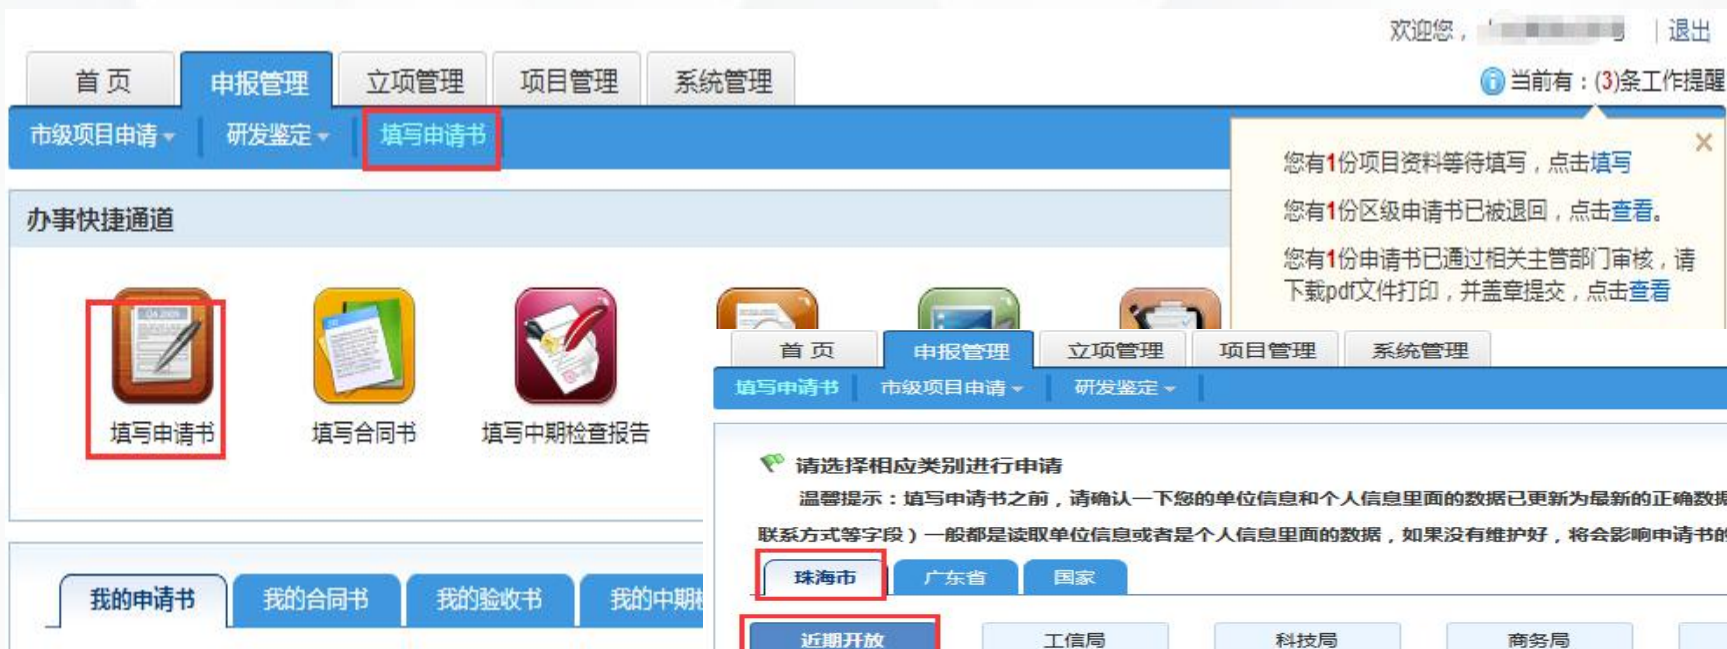 欢迎您， | 退出
首 页 申报管理 立项管理 项目管理 系统管理
当前有：(3)条工作提醒
市级项目申请 研发鉴定 填写申请书
您有1份项目资料等待填写，点击填写
您有1份区级申请书已被退回，点击查看。
您有1份申请书已通过相关主管部门审核，请
下载pdf文件打印，并盖章提交，点击查看
办事快捷通道
填写申请书 填写合同书 填写中期检查报告
我的申请书 我的合同书 我的验收书 我的中期
首 页 申报管理 立项管理 项目管理 系统管理
填写申请书 市级项目申请 研发鉴定
请选择相应类别进行申请
温馨提示：填写申请书之前，请确认一下您的单位信息和个人信息里面的数据已更新为最新的正确数据
联系方式等字段）一般都是读取单位信息或者是个人信息里面的数据，如果没有维护好，将会影响申请书的
珠海市 广东省 国家
近期开放 工信局 科技局 商务局